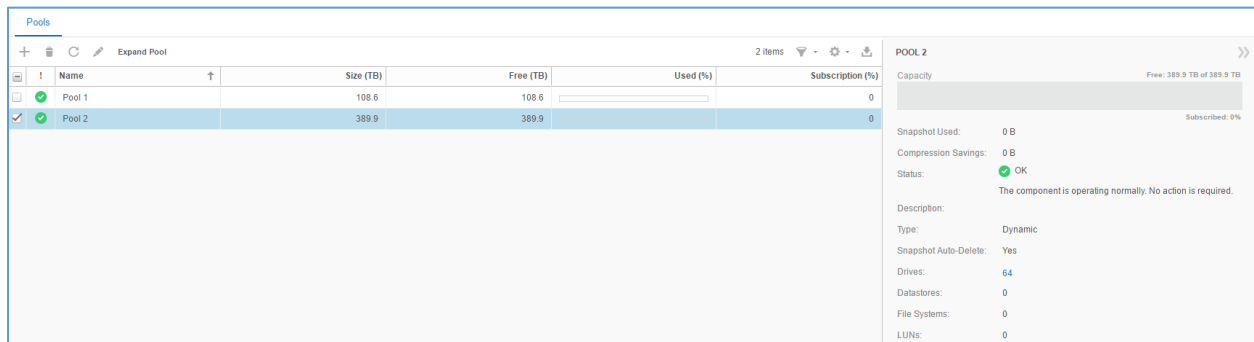 Pools
Expand Pool
2 items
! Name Size (TB) Free (TB) Used (%) Subscription (%)
Pool 1 108.6 108.6 0
Pool 2 389.9 389.9 0
POOL 2
Capacity Free: 389.9 TB of 389.9 TB
Subscribed: 0%
Snapshot Used: 0 B
Compression Savings: 0 B
Status: OK
The component is operating normally. No action is required.
Description:
Type: Dynamic
Snapshot Auto-Delete: Yes
Drives: 64
Datastores: 0
File Systems: 0
LUNs: 0